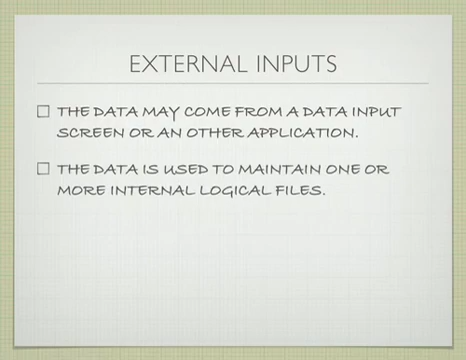 EXTERNAL INPUTS
THE DATA MAY COME FROM A DATA INPUT
SCREEN OR AN OTHER APPLICATION.
THE DATA IS USED TO MAINTAIN ONE OR
MORE INTERNAL LOGICAL FILES.